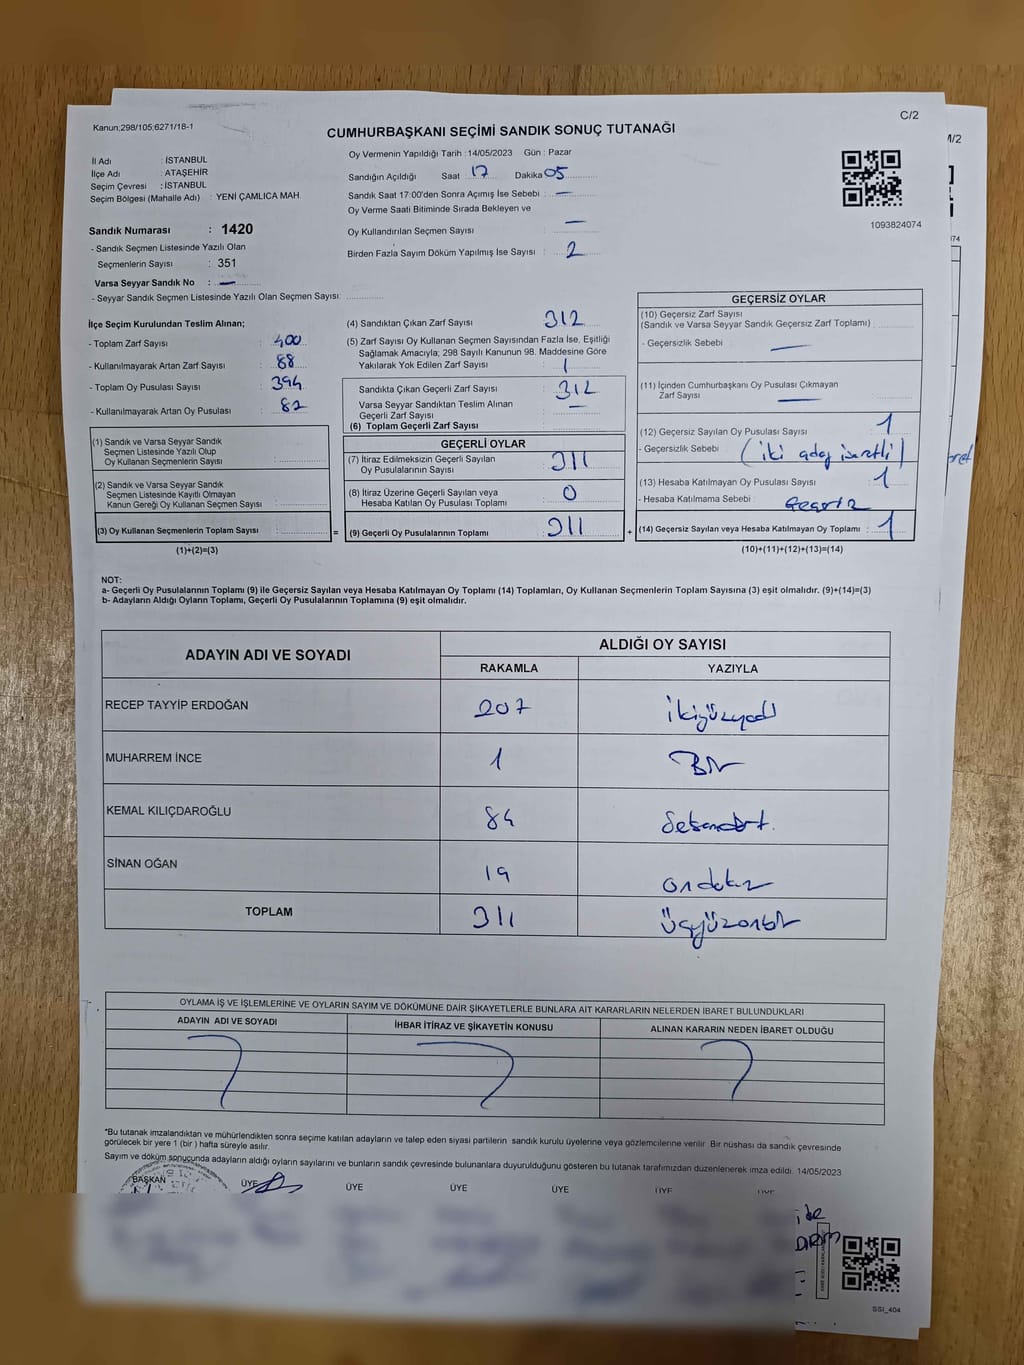 C/2
Kanun;298/105;6271/18-1
CUMHURBAŞKANI SEÇİMİ SANDIK SONUÇ TUTANAĞI
İl Adı : İSTANBUL
İlçe Adı : ATAŞEHİR
Seçim Çevresi : İSTANBUL
Seçim Bölgesi (Mahalle Adı) : YENİ ÇAMLICA MAH
Sandık Numarası : 1420
- Sandık Seçmen Listesinde Yazılı Olan
Seçmenlerin Sayısı : 351
Varsa Seyyar Sandık No : —
- Seyyar Sandık Seçmen Listesinde Yazılı Olan Seçmen Sayısı:
Oy Vermenin Yapıldığı Tarih :14/05/2023 Gün : Pazar
Sandığın Açıldığı Saat 17 Dakika 05
Sandık Saat 17:00'den Sonra Açımış İse Sebebi : —
Oy Verme Saati Bitiminde Sırada Bekleyen ve
Oy Kullandırılan Seçmen Sayısı : —
Birden Fazla Sayım Döküm Yapılmış İse Sayısı : 2
1093824074
İlçe Seçim Kurulundan Teslim Alınan;
- Toplam Zarf Sayısı : 400
- Kullanılmayarak Artan Zarf Sayısı : 88
- Toplam Oy Pusulası Sayısı : 394
- Kullanılmayarak Artan Oy Pusulası : 82
(1) Sandık ve Varsa Seyyar Sandık
Seçmen Listesinde Yazılı Olup
Oy Kullanan Seçmenlerin Sayısı :
(2) Sandık ve Varsa Seyyar Sandık
Seçmen Listesinde Kayıtlı Olmayan
Kanun Gereği Oy Kullanan Seçmen Sayısı :
(3) Oy Kullanan Seçmenlerin Toplam Sayısı :
(1)+(2)=(3)
(4) Sandıktan Çıkan Zarf Sayısı : 312
(5) Zarf Sayısı Oy Kullanan Seçmen Sayısından Fazla İse, Eşitliği
Sağlamak Amacıyla; 298 Sayılı Kanunun 98. Maddesine Göre
Yakılarak Yok Edilen Zarf Sayısı : 1
Sandıkta Çıkan Geçerli Zarf Sayısı : 312
Varsa Seyyar Sandıktan Teslim Alınan
Geçerli Zarf Sayısı : —
(6) Toplam Geçerli Zarf Sayısı :
GEÇERLİ OYLAR
(7) İtiraz Edilmeksizin Geçerli Sayılan
Oy Pusulalarının Sayısı : 311
(8) İtiraz Üzerine Geçerli Sayılan veya
Hesaba Katılan Oy Pusulası Toplamı : 0
= (9) Geçerli Oy Pusulalarının Toplamı : 311 +
GEÇERSİZ OYLAR
(10) Geçersiz Zarf Sayısı
(Sandık ve Varsa Seyyar Sandık Geçersiz Zarf Toplamı) :
- Geçersizlik Sebebi : —
(11) İçinden Cumhurbaşkanı Oy Pusulası Çıkmayan
Zarf Sayısı : —
(12) Geçersiz Sayılan Oy Pusulası Sayısı : 1
- Geçersizlik Sebebi : (iki aday işaretli)
(13) Hesaba Katılmayan Oy Pusulası Sayısı : 1
- Hesaba Katılmama Sebebi :
(14) Geçersiz Sayılan veya Hesaba Katılmayan Oy Toplamı : 1
(10)+(11)+(12)+(13)=(14)
NOT:
a- Geçerli Oy Pusulalarının Toplamı (9) ile Geçersiz Sayılan veya Hesaba Katılmayan Oy Toplamı (14) Toplamları, Oy Kullanan Seçmenlerin Toplam Sayısına (3) eşit olmalıdır. (9)+(14)=(3)
b- Adayların Aldığı Oyların Toplamı, Geçerli Oy Pusulalarının Toplamına (9) eşit olmalıdır.
ADAYIN ADI VE SOYADI
ALDIĞI OY SAYISI
RAKAMLA YAZIYLA
RECEP TAYYİP ERDOĞAN 207 ikiyüzyedi
MUHARREM İNCE 1 Bir
KEMAL KILIÇDAROĞLU 84 Seksendört.
SİNAN OĞAN 19 ondokuz
TOPLAM 311 üçyüzonbir
OYLAMA İŞ VE İŞLEMLERİNE VE OYLARIN SAYIM VE DÖKÜMÜNE DAİR ŞİKAYETLERLE BUNLARA AİT KARARLARIN NELERDEN İBARET BULUNDUKLARI
ADAYIN ADI VE SOYADI İHBAR İTİRAZ VE ŞİKAYETİN KONUSU ALINAN KARARIN NEDEN İBARET OLDUĞU
*Bu tutanak imzalandıktan ve mühürlendikten sonra seçime katılan adayların ve talep eden siyasi partilerin sandık kurulu üyelerine veya gözlemcilerine verilir. Bir nüshası da sandık çevresinde
görülecek bir yere 1 (bir) hafta süreyle asılır.
Sayım ve döküm sonucunda adayların aldığı oyların sayılarını ve bunların sandık çevresinde bulunanlara duyurulduğunu gösteren bu tutanak tarafımızdan düzenlenerek imza edildi. 14/05/2023
BAŞKAN ÜYE ÜYE ÜYE ÜYE ÜYE ÜYE
SSI_404